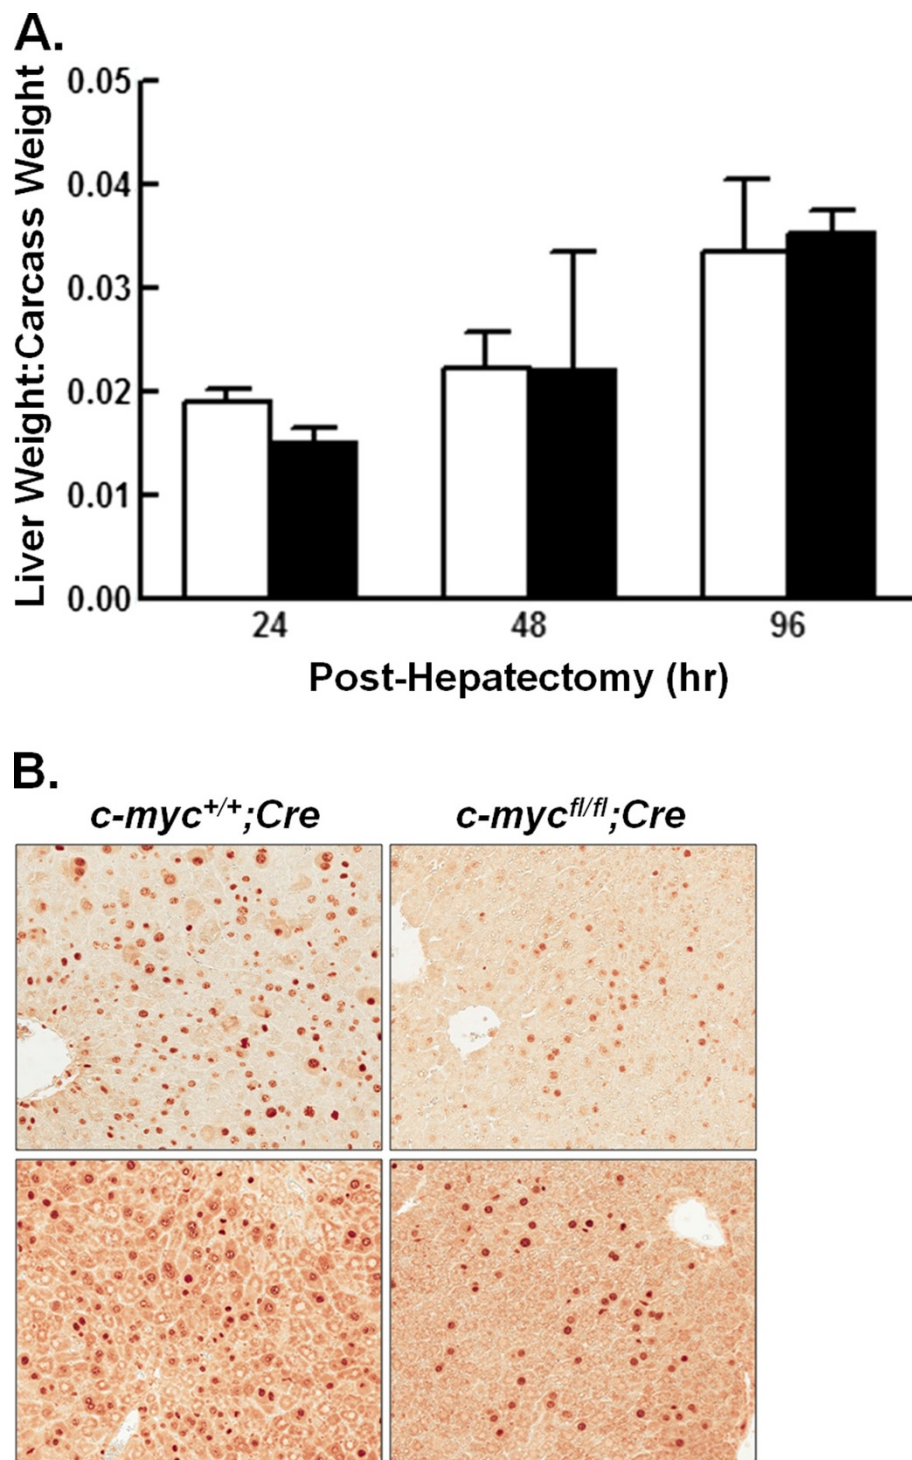 A.
Liver Weight:Carcass Weight
0.05
0.04
0.03
0.02
0.01
0.00
24 48 96
Post-Hepatectomy (hr)
B.
c-myc+/+;Cre c-mycfl/fl;Cre